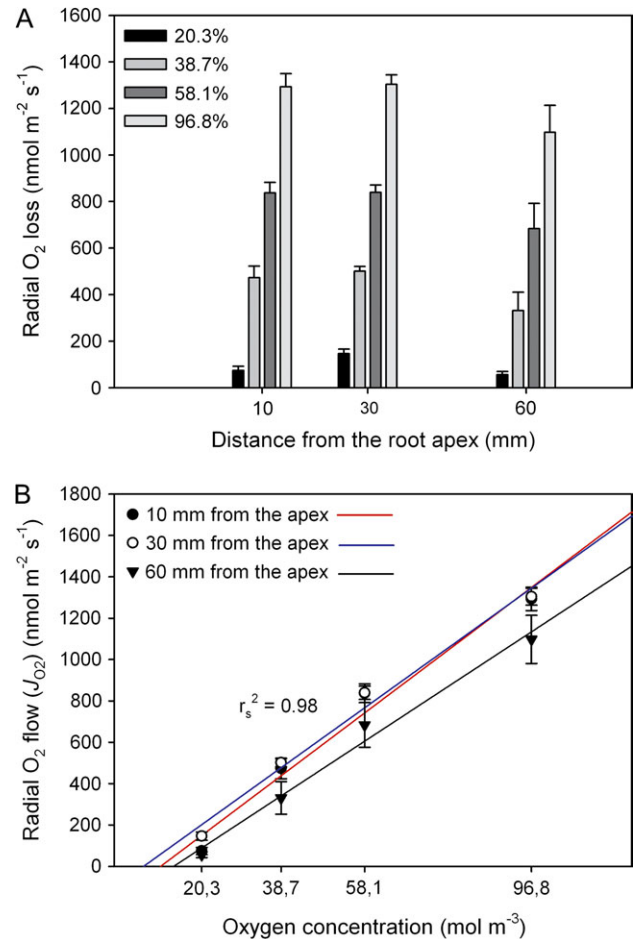 A
1600
1400
1200
1000
800
600
400
200
0
Radial O2 loss (nmol m-2 s-1)
20.3%
38.7%
58.1%
96.8%
10 30 60
Distance from the root apex (mm)
B
1800
1600
1400
1200
1000
800
600
400
200
0
Radial O2 flow (JO2) (nmol m-2 s-1)
10 mm from the apex
30 mm from the apex
60 mm from the apex
rs2 = 0.98
20,3 38,7 58,1 96,8
Oxygen concentration (mol m-3)